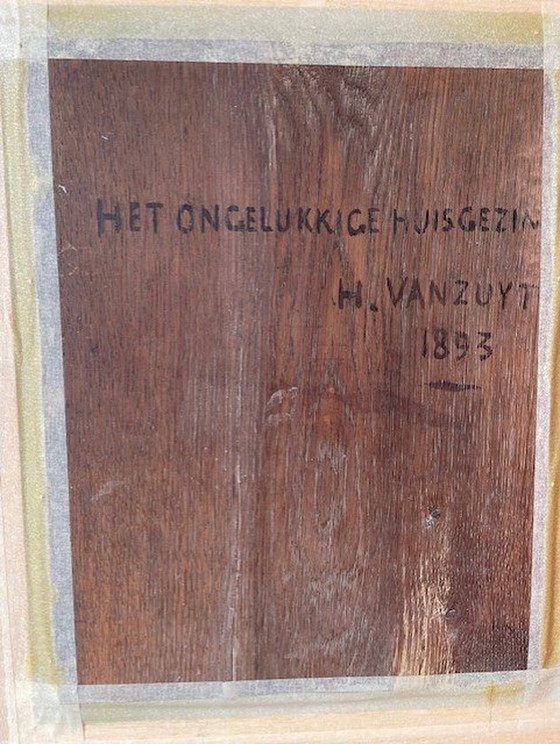 HET ONGELUKKIGE HUISGEZIN
H. VANZUYT
1893